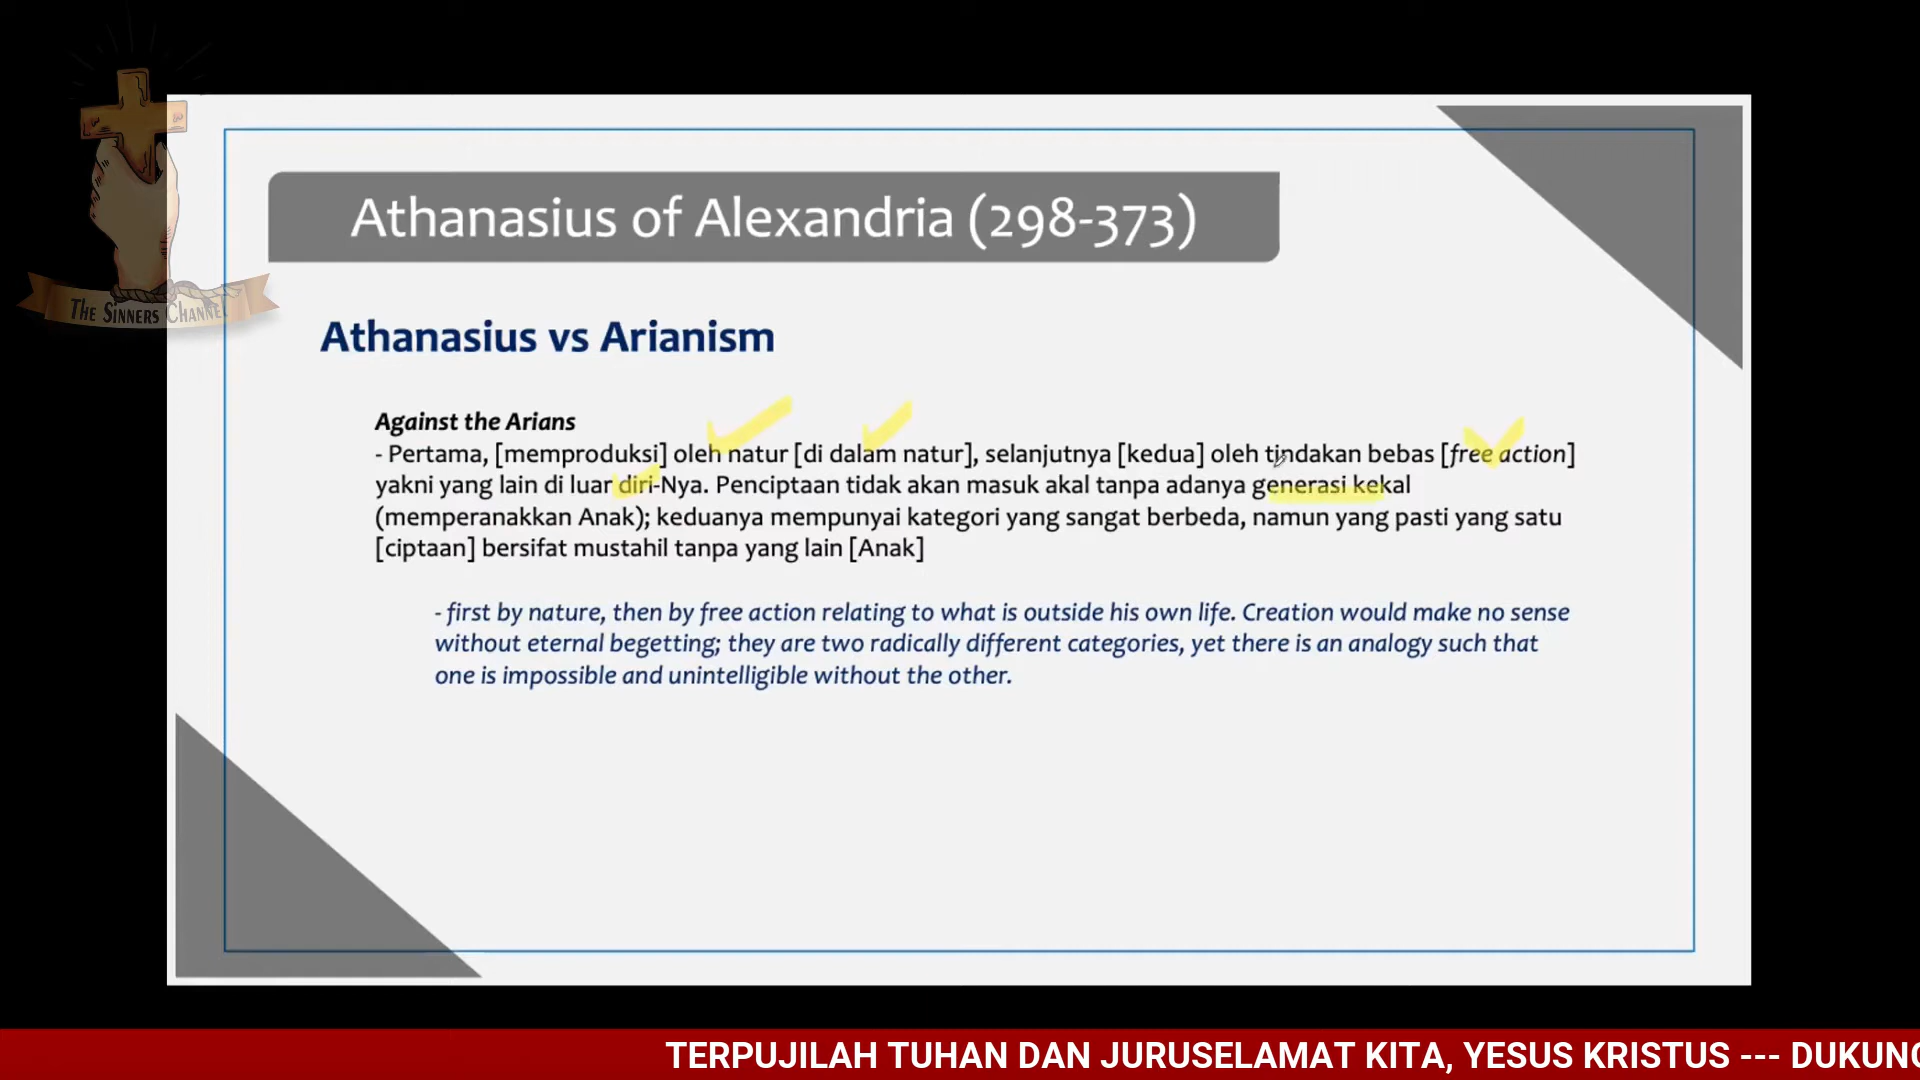 Athanasius of Alexandria (298-373)
THE SINNERS CHANNEL
Athanasius vs Arianism
Against the Arians
- Pertama, [memproduksi] oleh natur [di dalam natur], selanjutnya [kedua] oleh tindakan bebas [free action]
yakni yang lain di luar diri-Nya. Penciptaan tidak akan masuk akal tanpa adanya generasi kekal
(memperanakkan Anak); keduanya mempunyai kategori yang sangat berbeda, namun yang pasti yang satu
[ciptaan] bersifat mustahil tanpa yang lain [Anak]
- first by nature, then by free action relating to what is outside his own life. Creation would make no sense
without eternal begetting; they are two radically different categories, yet there is an analogy such that
one is impossible and unintelligible without the other.
TERPUJILAH TUHAN DAN JURUSELAMAT KITA, YESUS KRISTUS --- DUKUNG